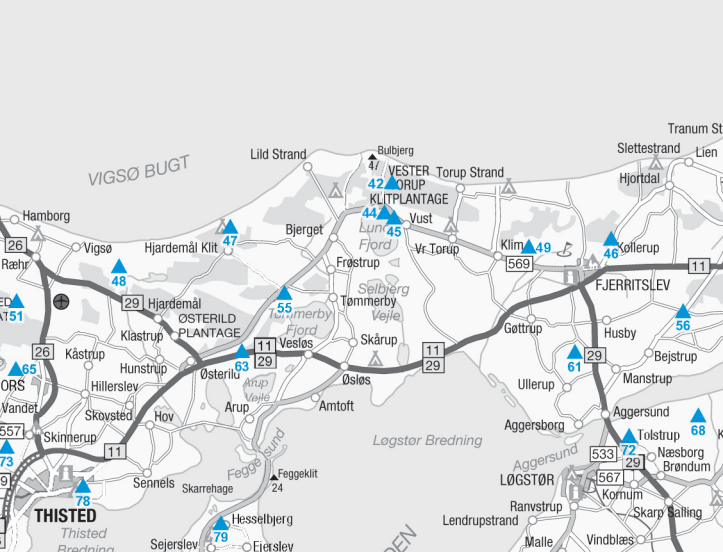 Tranum St
Slettestrand
Lien
Hjortdal
Bulbjerg
47
Lild Strand
VIGSØ BUGT
42
VESTER
TORUP
KLITPLANTAGE
Torup Strand
44
45
Vust
Lund
Fjord
Vr Torup
Klim
49
569
46
Kollerup
FJERRITSLEV
11
Hamborg
26
Vigsø
Ræhr
48
47
Hjardemål Klit
Bjerget
Frøstrup
Selbjerg
Vejle
Tømmerby
55
Tømmerby
Fjord
51
29
Hjardemål
ØSTERILD
PLANTAGE
Klastrup
Vesløs
11
29
63
Østerild
Skårup
Øsløs
11
29
Gøttrup
Husby
56
29
61
Bejstrup
Manstrup
Ullerup
26
Kåstrup
Hunstrup
65
ORS
Hillerslev
Vandet
Arup
Vejle
Arup
Amtoft
Skovsted
Hov
557
Skinnerup
73
11
Løgstør Bredning
Aggersborg
Aggersund
68
72
Tolstrup
Aggersund
533
29
Næsborg
Brøndum
567
LØGSTØR
Kornum
Ranvstrup
Skarp Salling
Lendrupstrand
Malle
Vindblæs
Feggesund
Feggeklit
24
Sennels
78
THISTED
Thisted
Bredning
Skarrehage
Hesselbjerg
79
Sejerslev
Ejerslev
DEN